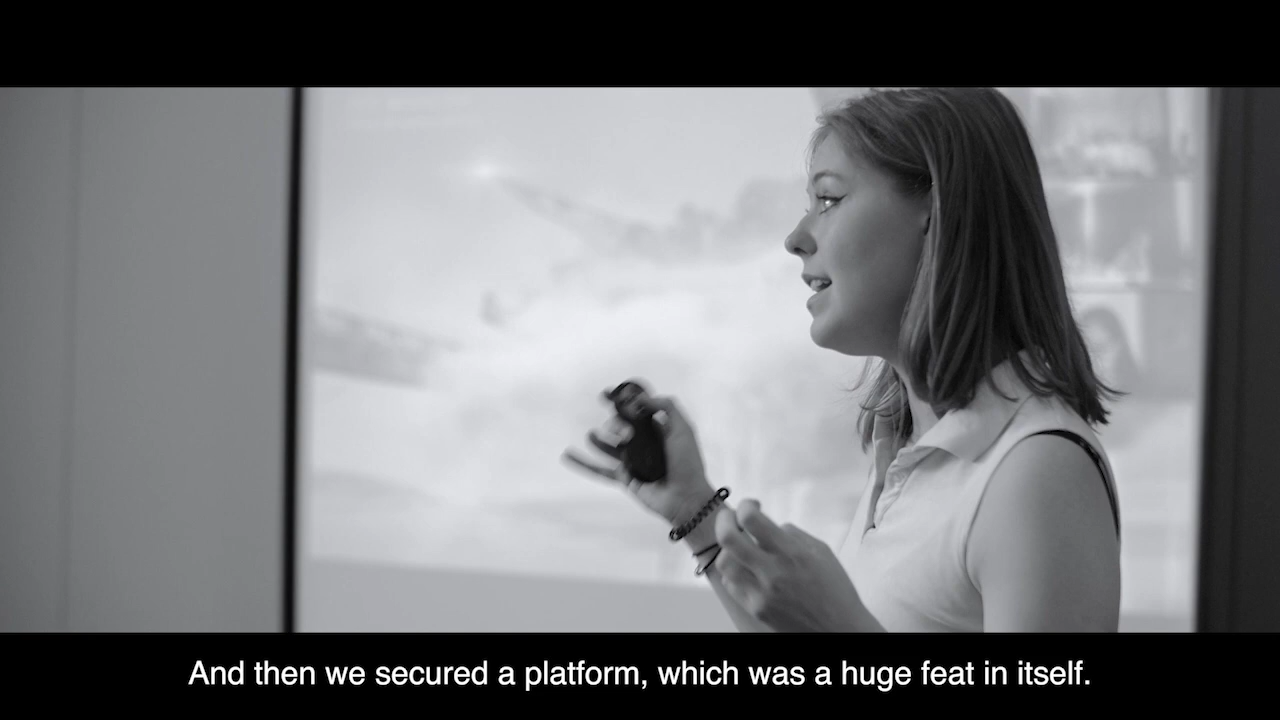 And then we secured a platform, which was a huge feat in itself.